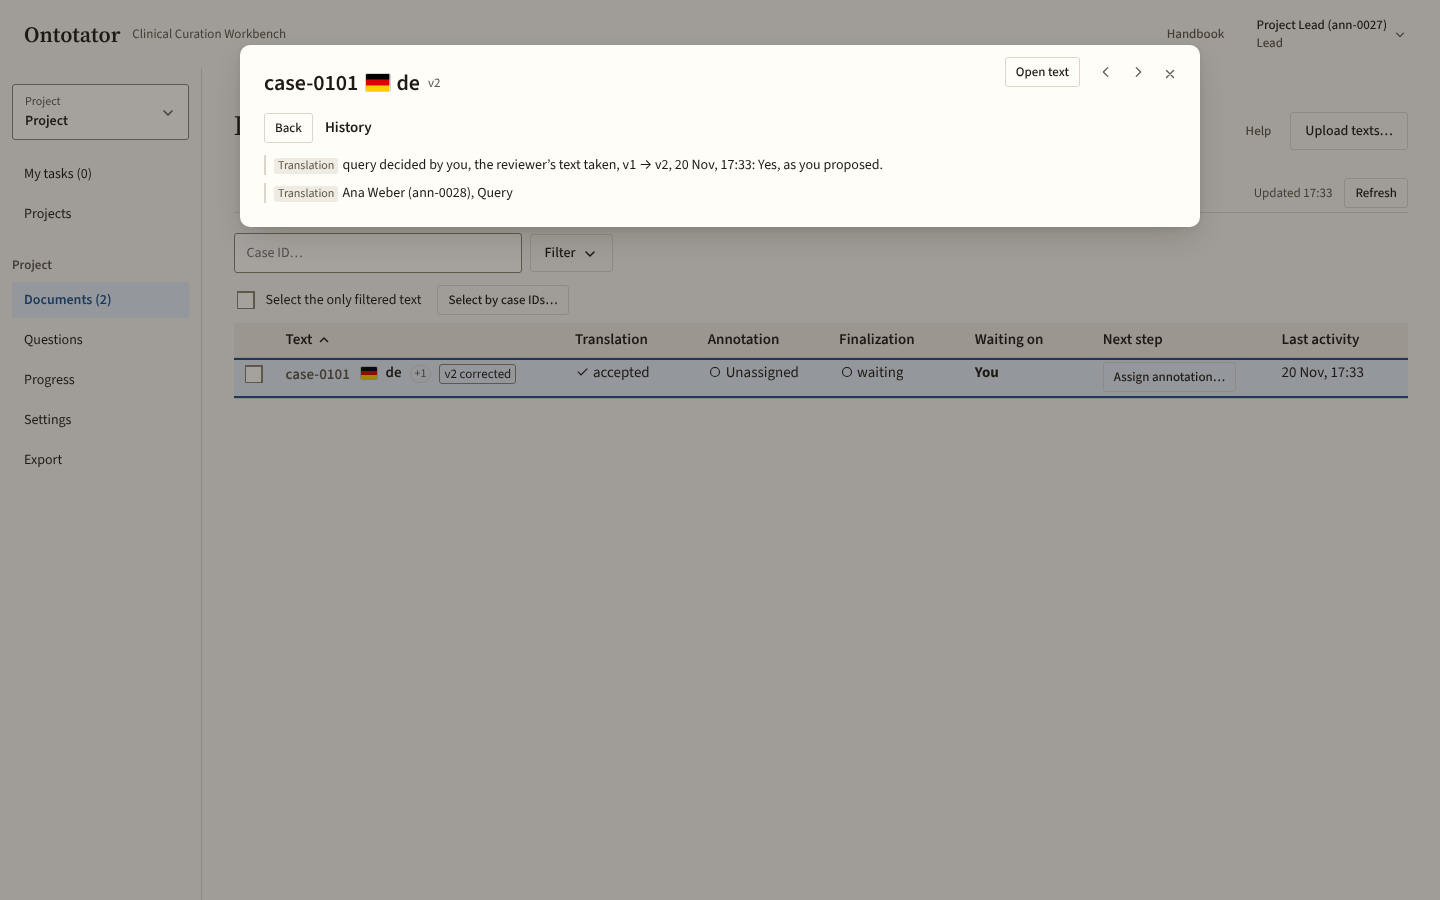 Ontotator Clinical Curation Workbench
Handbook
Project Lead (ann-0027)
Lead
case-0101 de v2
Open text
Back History
Translation query decided by you, the reviewer’s text taken, v1 → v2, 20 Nov, 17:33: Yes, as you proposed.
Translation Ana Weber (ann-0028), Query
Project
Project
My tasks (0)
Projects
Project
Documents (2)
Questions
Progress
Settings
Export
Help
Upload texts…
Updated 17:33
Refresh
Case ID…
Filter
Select the only filtered text
Select by case IDs…
Text Translation Annotation Finalization Waiting on Next step Last activity
case-0101 de +1 v2 corrected accepted Unassigned waiting You Assign annotation… 20 Nov, 17:33